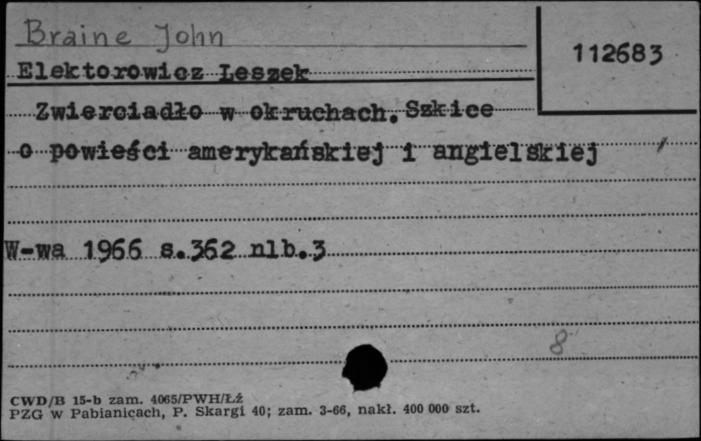 Braine John
112683
Elektorowicz Leszek
Zwierciadło w okruchach. Szkice
o powieści amerykańskiej i angielskiej
W-wa 1966 s.362 nlb.3
8
CWD/B 15-b zam. 4065/PWH/Łź
PZG w Pabianicach, P. Skargi 40; zam. 3-66, nakł. 400 000 szt.